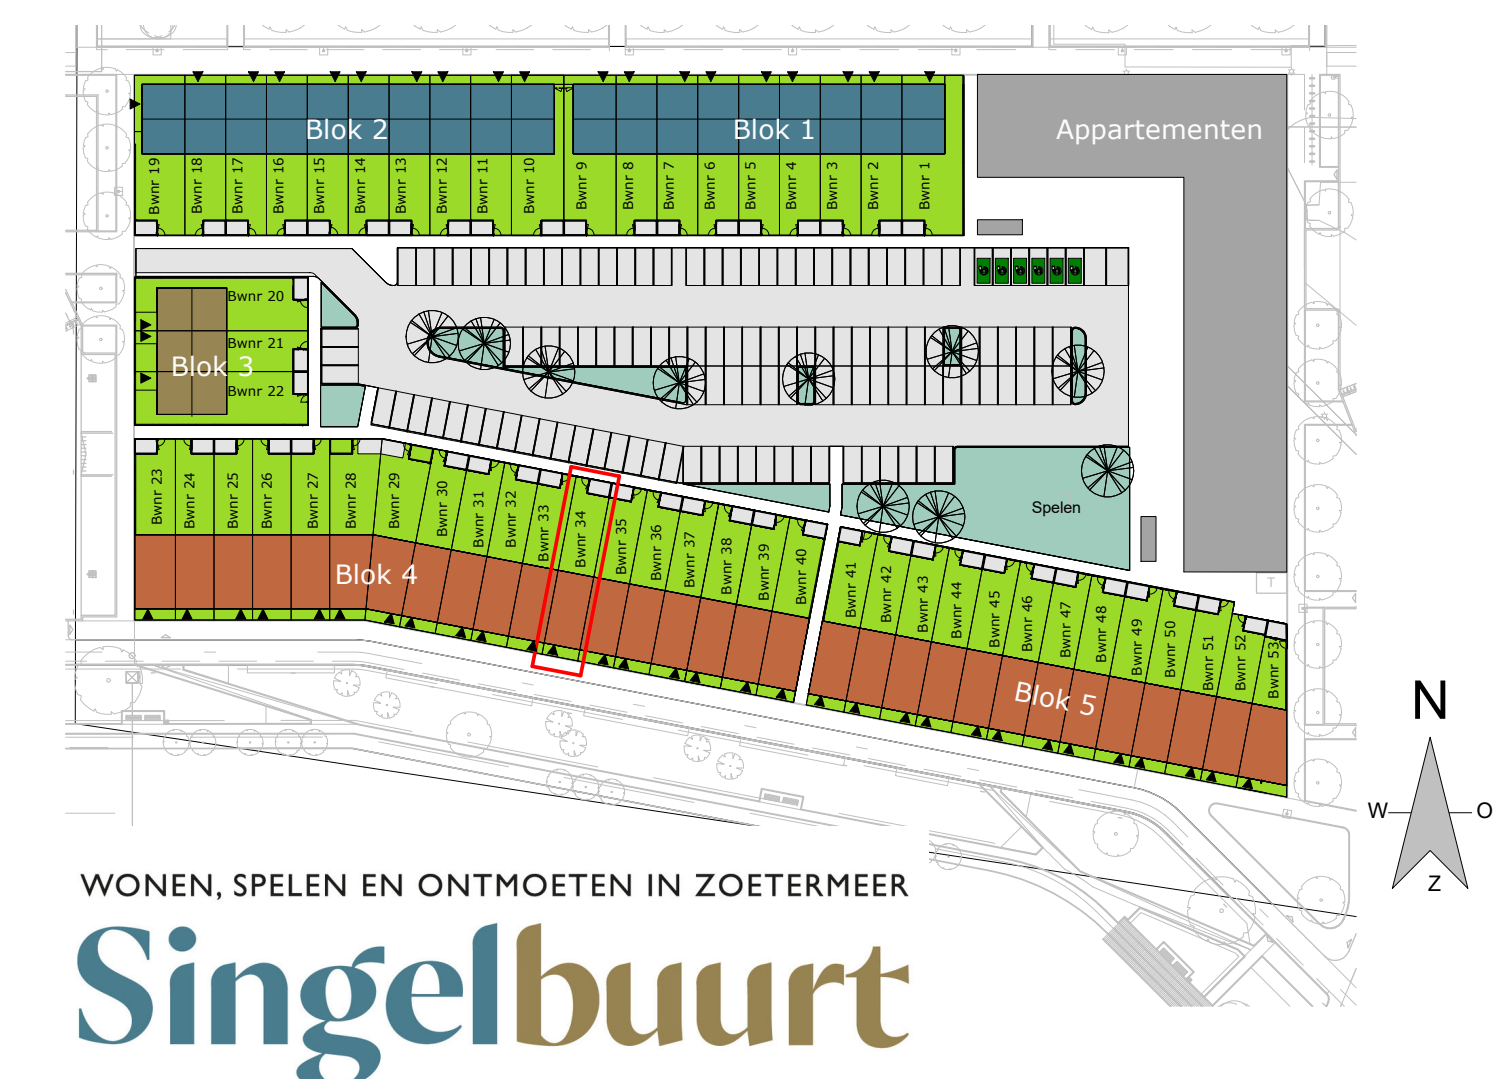 Blok 2
Blok 1
Appartementen
Bwnr 19
Bwnr 18
Bwnr 17
Bwnr 16
Bwnr 15
Bwnr 14
Bwnr 13
Bwnr 12
Bwnr 11
Bwnr 10
Bwnr 9
Bwnr 8
Bwnr 7
Bwnr 6
Bwnr 5
Bwnr 4
Bwnr 3
Bwnr 2
Bwnr 1
Bwnr 20
Bwnr 21
Blok 3
Bwnr 22
Bwnr 23
Bwnr 24
Bwnr 25
Bwnr 26
Bwnr 27
Bwnr 28
Bwnr 29
Bwnr 30
Bwnr 31
Bwnr 32
Bwnr 33
Bwnr 34
Bwnr 35
Bwnr 36
Bwnr 37
Bwnr 38
Bwnr 39
Bwnr 40
Spelen
T
Blok 4
Bwnr 41
Bwnr 42
Bwnr 43
Bwnr 44
Bwnr 45
Bwnr 46
Bwnr 47
Bwnr 48
Bwnr 49
Bwnr 50
Bwnr 51
Bwnr 52
Bwnr 53
Blok 5
N
W
O
Z
WONEN, SPELEN EN ONTMOETEN IN ZOETERMEER
Singelbuurt